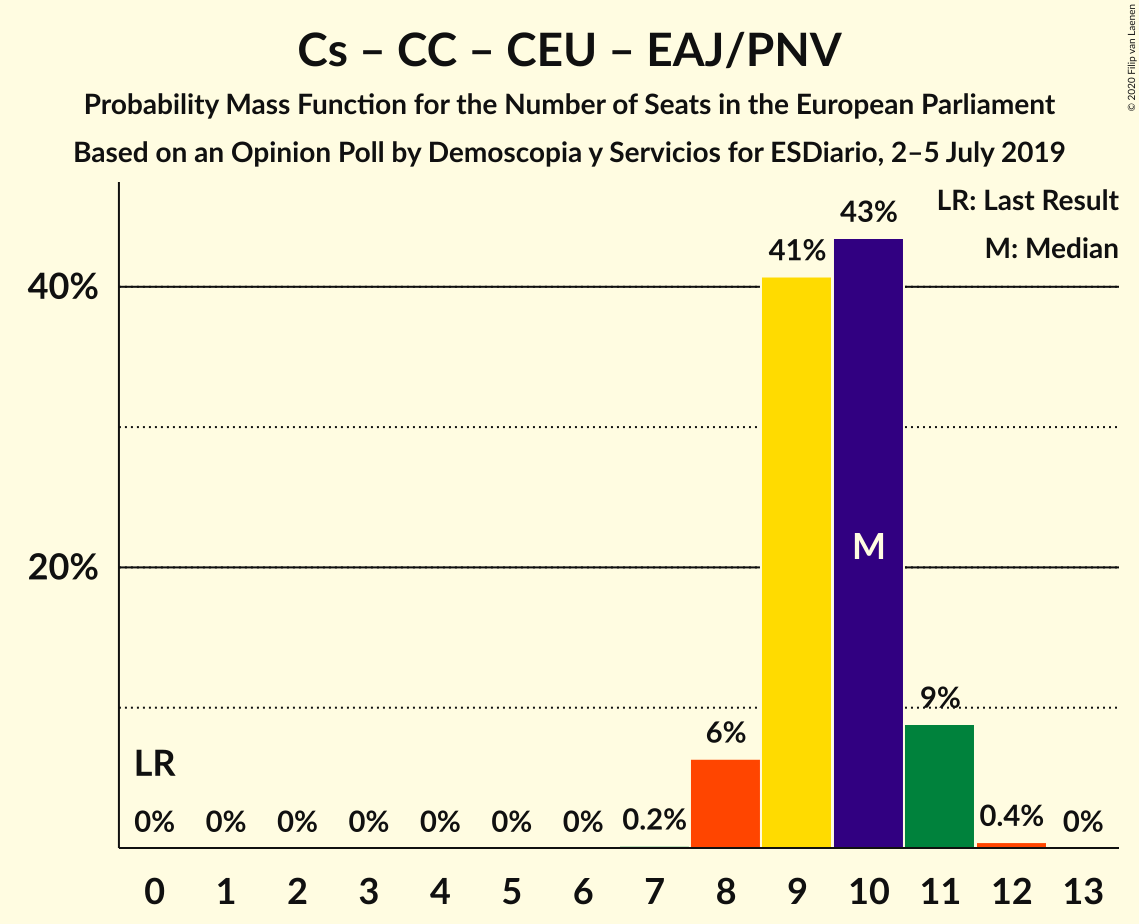 Cs – CC – CEU – EAJ/PNV
Probability Mass Function for the Number of Seats in the European Parliament
Based on an Opinion Poll by Demoscopia y Servicios for ESDiario, 2–5 July 2019
© 2020 Filip van Laenen
LR: Last Result
M: Median
43%
41%
40%
M
20%
9%
6%
LR
0% 0% 0% 0% 0% 0% 0% 0.2% 0.4% 0%
0 1 2 3 4 5 6 7 8 9 10 11 12 13